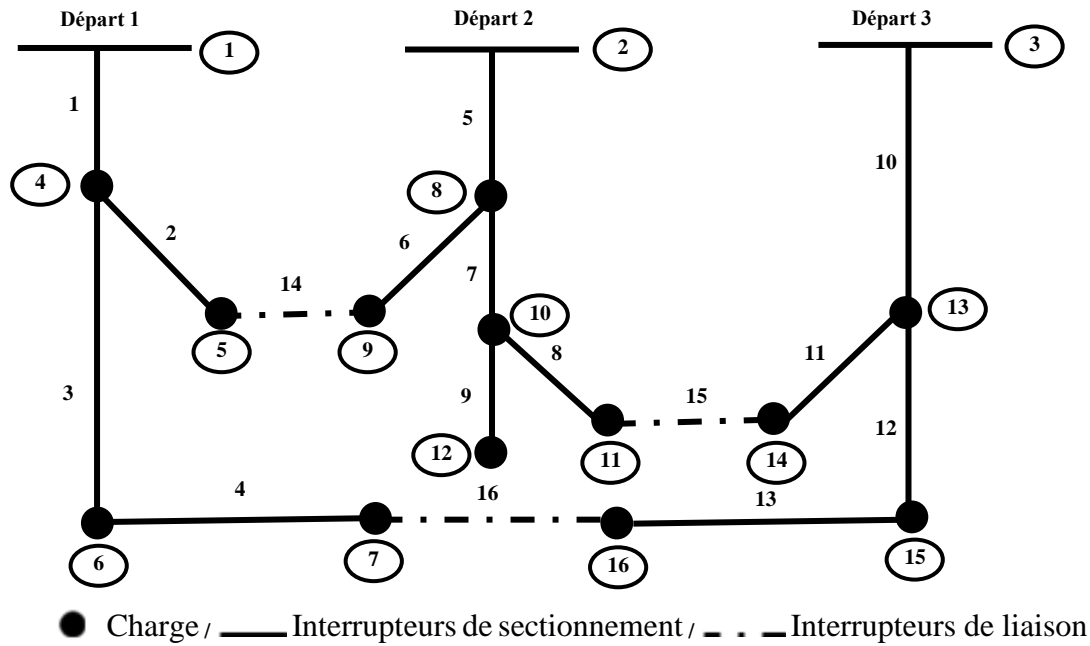 Départ 1 Départ 2 Départ 3
1 2 3
1 5 10
4 8
2 6 7
14 10 13
5 9 8 11
3 9 15 12
12 11 14
4 16 13
6 7 16 15
Charge / Interrupteurs de sectionnement / Interrupteurs de liaison